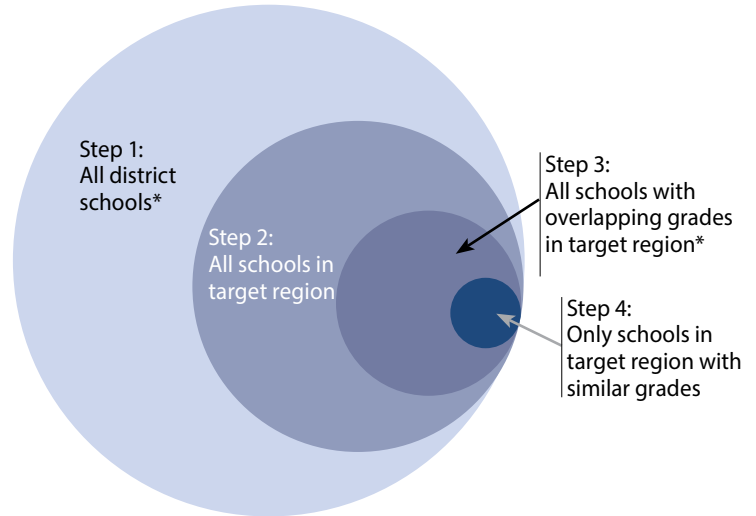 Step 1:
All district
schools*
Step 2:
All schools in
target region
Step 3:
All schools with
overlapping grades
in target region*
Step 4:
Only schools in
target region with
similar grades